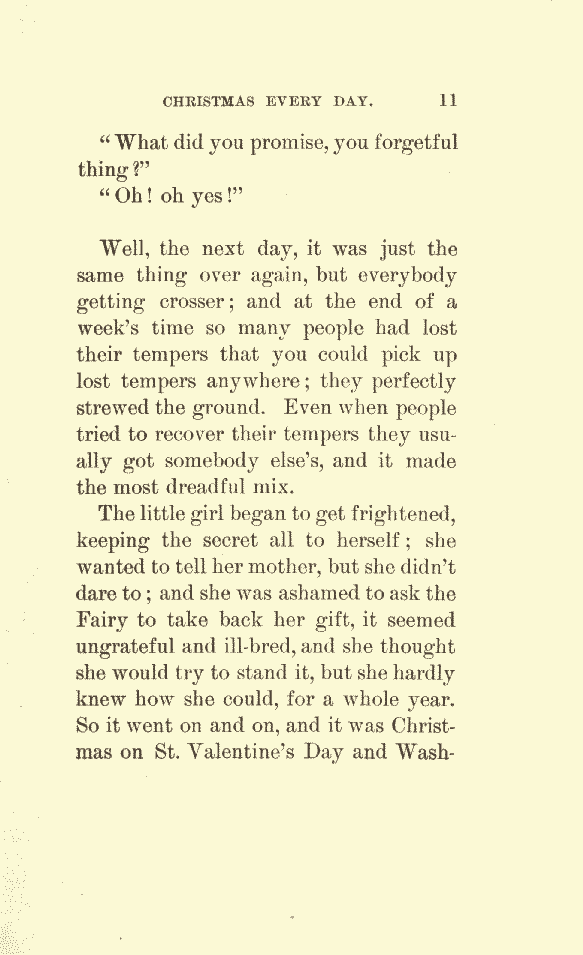 CHRISTMAS EVERY DAY. 11
“What did you promise, you forgetful
thing?”
“Oh! oh yes!”
Well, the next day, it was just the
same thing over again, but everybody
getting crosser; and at the end of a
week’s time so many people had lost
their tempers that you could pick up
lost tempers anywhere; they perfectly
strewed the ground. Even when people
tried to recover their tempers they usu-
ally got somebody else’s, and it made
the most dreadful mix.
The little girl began to get frightened,
keeping the secret all to herself; she
wanted to tell her mother, but she didn’t
dare to; and she was ashamed to ask the
Fairy to take back her gift, it seemed
ungrateful and ill-bred, and she thought
she would try to stand it, but she hardly
knew how she could, for a whole year.
So it went on and on, and it was Christ-
mas on St. Valentine’s Day and Wash-